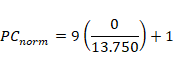 PC_norm = 9 (0/13.750) + 1